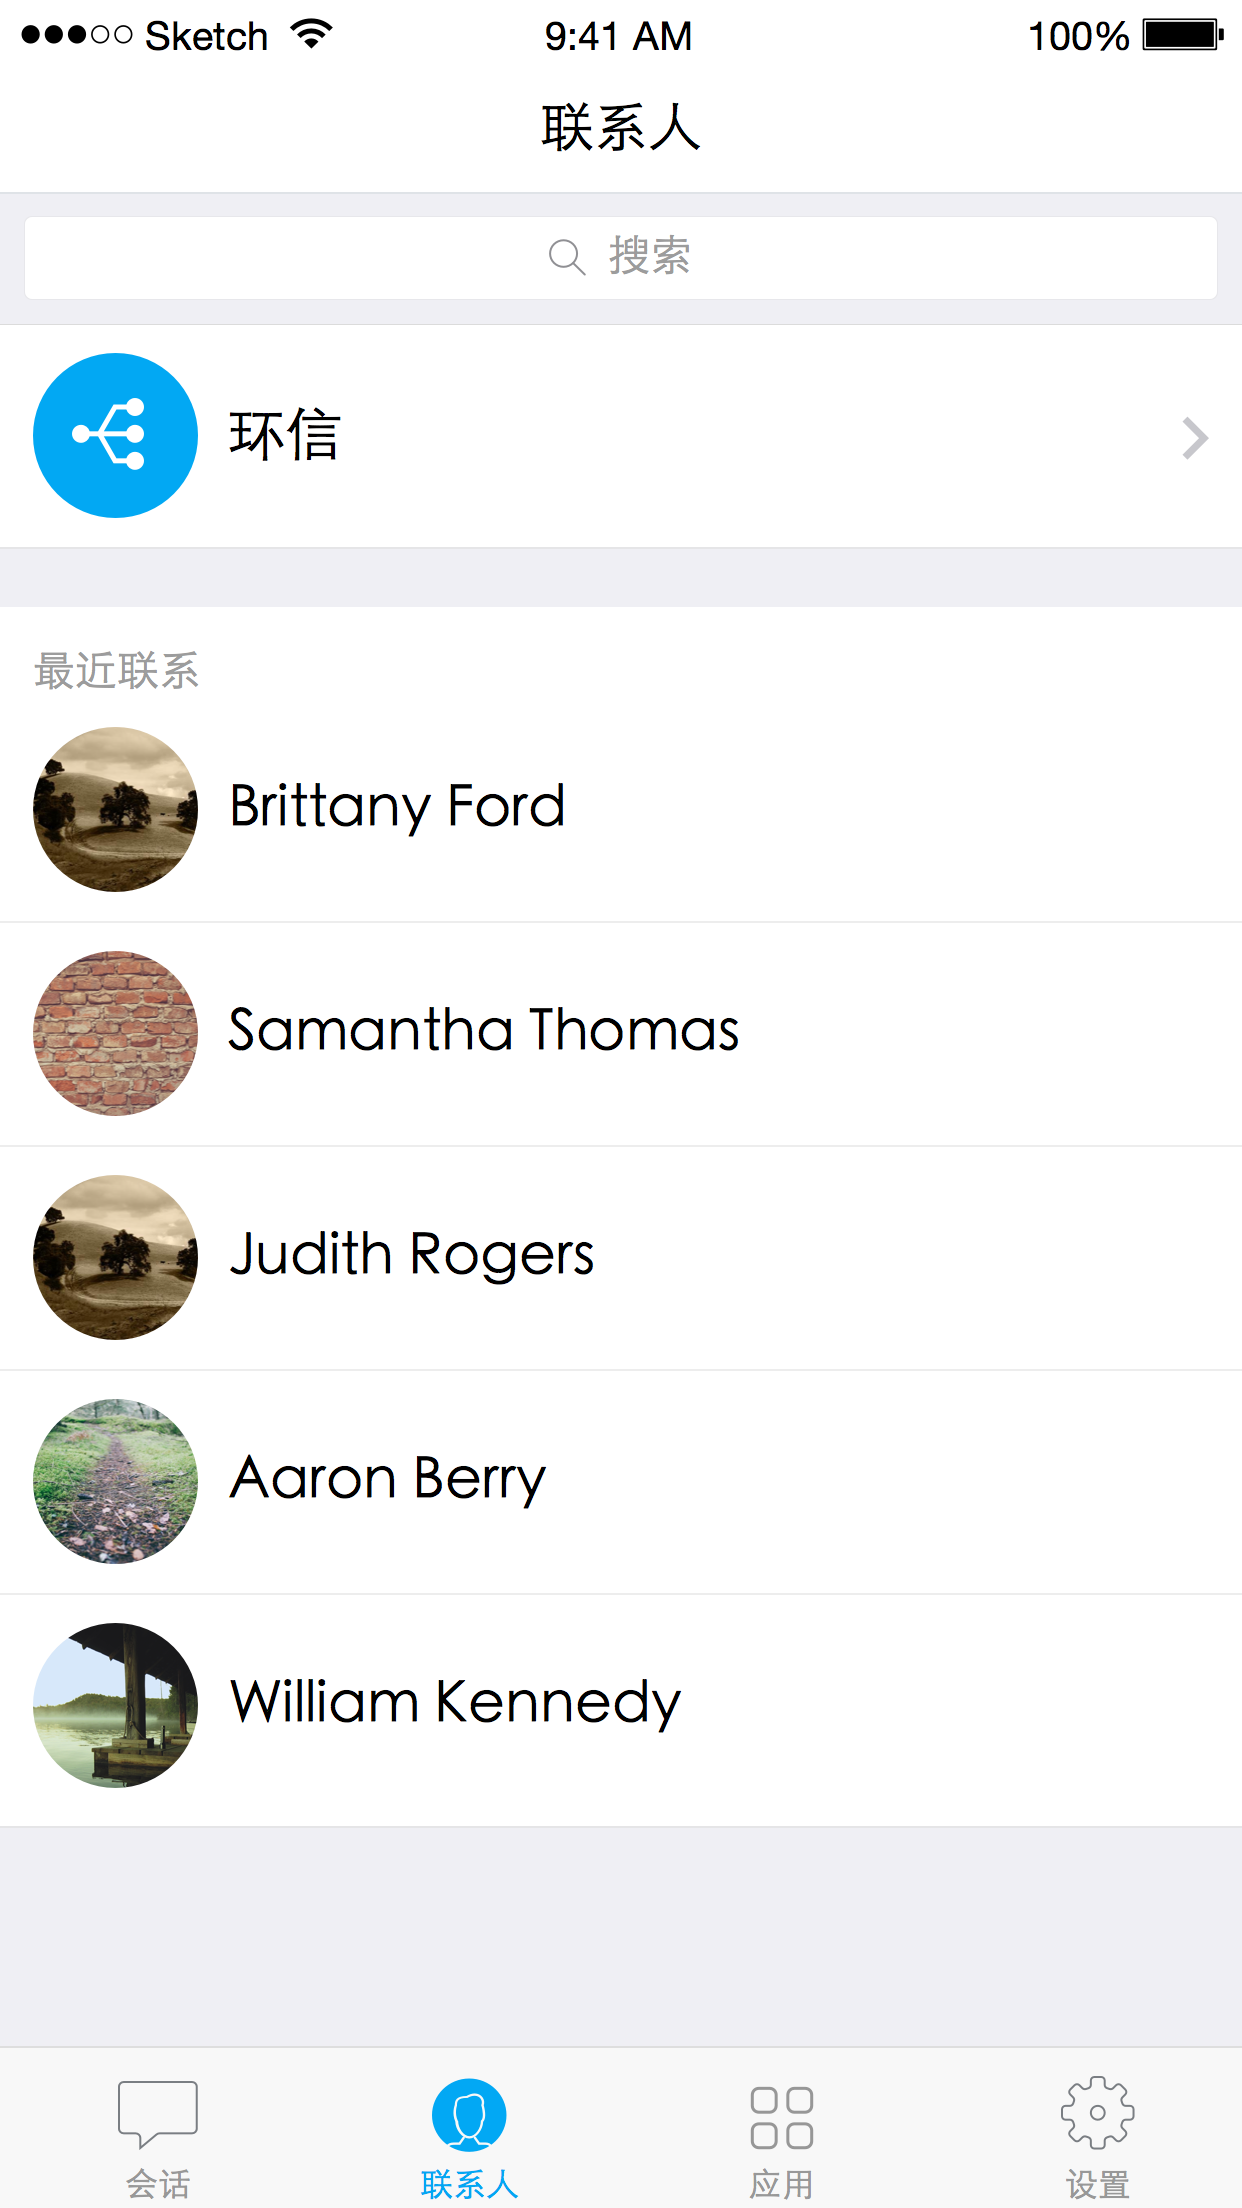 Sketch 9:41 AM 100%
联系人
搜索
环信
最近联系
Brittany Ford
Samantha Thomas
Judith Rogers
Aaron Berry
William Kennedy
会话 联系人 应用 设置